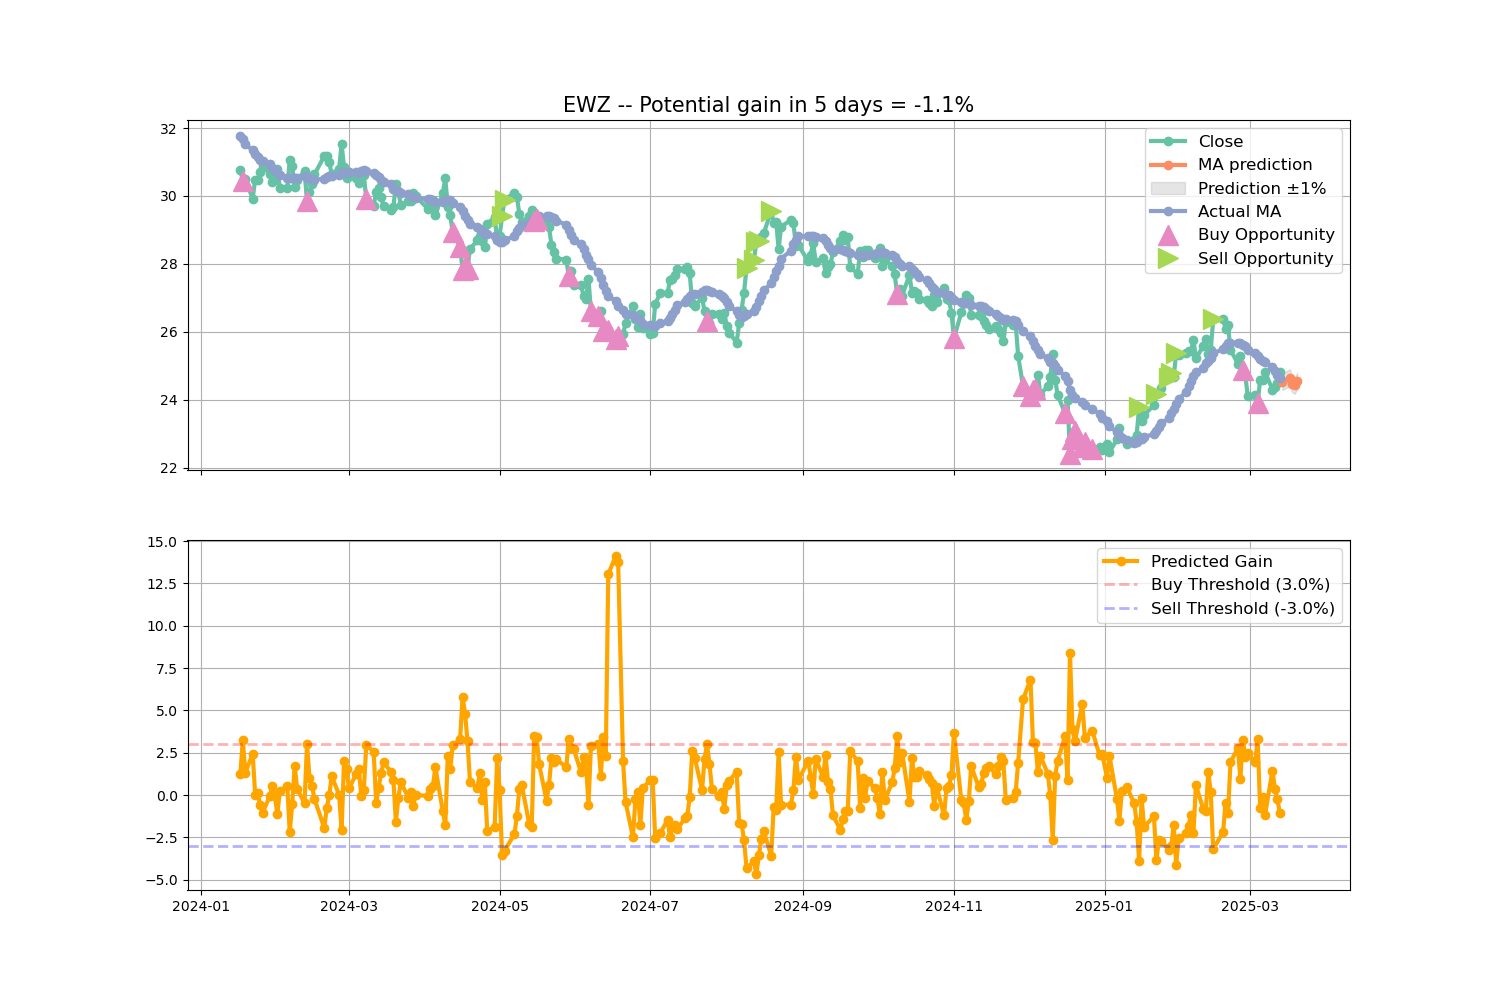 EWZ -- Potential gain in 5 days = -1.1%
32
30
28
26
24
22
Close
MA prediction
Prediction ±1%
Actual MA
Buy Opportunity
Sell Opportunity
15.0
12.5
10.0
7.5
5.0
2.5
0.0
−2.5
−5.0
Predicted Gain
Buy Threshold (3.0%)
Sell Threshold (-3.0%)
2024-01 2024-03 2024-05 2024-07 2024-09 2024-11 2025-01 2025-03